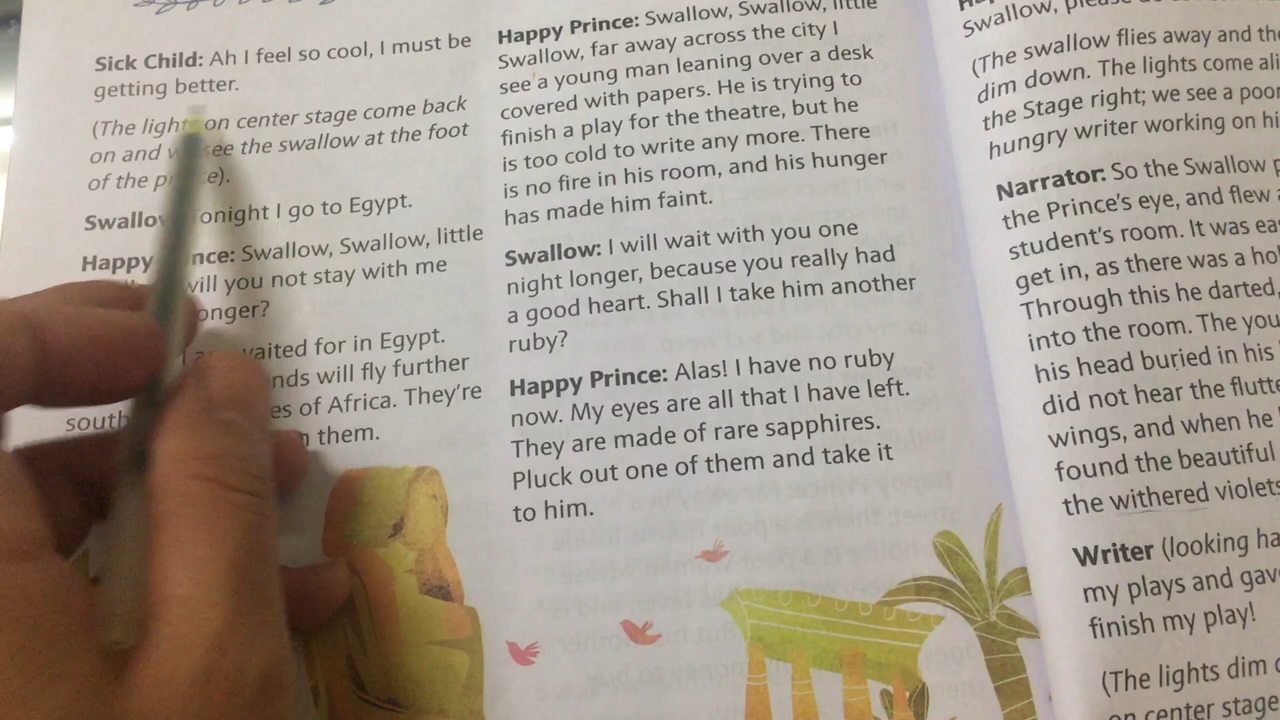 Sick Child: Ah I feel so cool, I must be
getting better.
(The light on center stage come back
on and see the swallow at the foot
of the
onight I go to Egypt.
Happy nce: Swallow, Swallow, little
will you not stay with me
onger?
waited for in Egypt.
nds will fly further
south es of Africa. They're
them.
Happy Prince: Swallow, Swallow, little
Swallow, far away across the city I
see a young man leaning over a desk
covered with papers. He is trying to
finish a play for the theatre, but he
is too cold to write any more. There
is no fire in his room, and his hunger
has made him faint.
Swallow: I will wait with you one
night longer, because you really had
a good heart. Shall I take him another
ruby?
Happy Prince: Alas! I have no ruby
now. My eyes are all that I have left.
They are made of rare sapphires.
Pluck out one of them and take it
to him.
Swallow,
(The swallow flies away and the
dim down. The lights come ali
the Stage right; we see a poor
hungry writer working on hi
Narrator: So the Swallow p
the Prince's eye, and flew
student's room. It was ea
get in, as there was a ho
Through this he darted,
into the room. The you
his head buried in his
did not hear the flutte
wings, and when he
found the beautiful
the withered violets
Writer (looking ha
my plays and gav
finish my play!
(The lights dim
on center stage